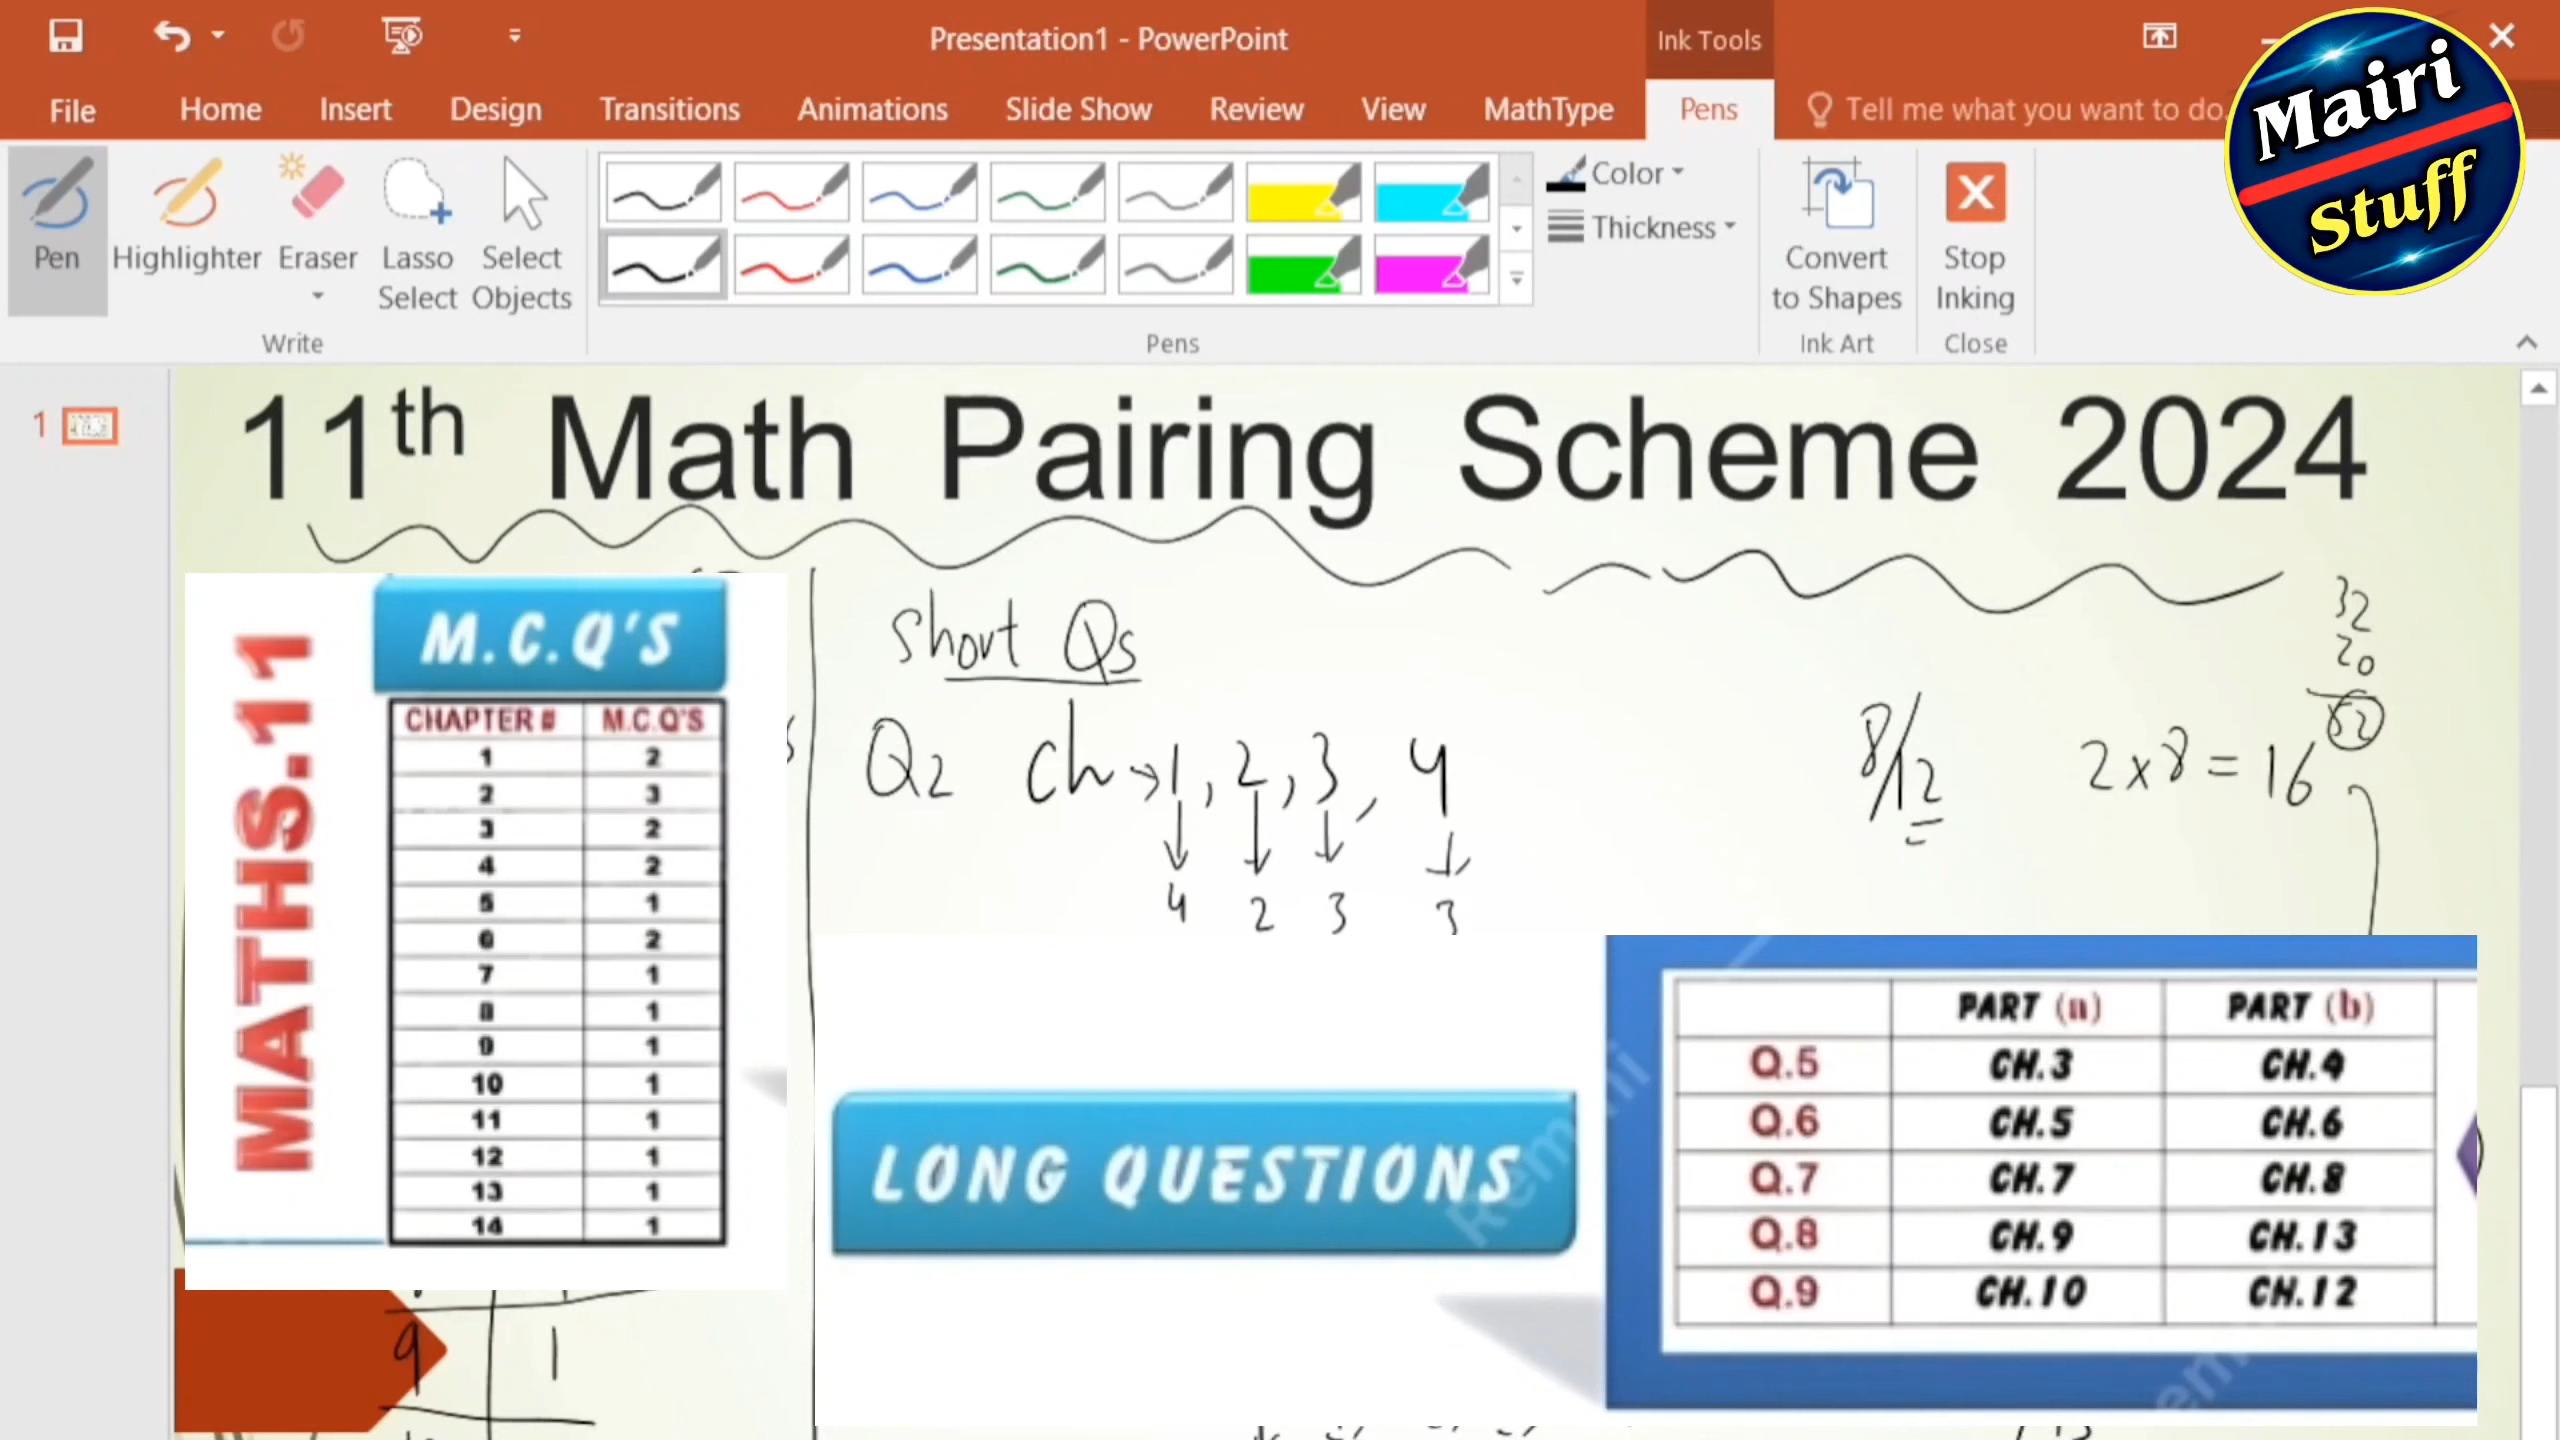 Presentation1 - PowerPoint
Ink Tools
File Home Insert Design Transitions Animations Slide Show Review View MathType Pens Tell me what you want to do.
Mairi
Stuff
Pen
Highlighter
Eraser
Lasso
Select
Select
Objects
Write
Pens
Color
Thickness
Convert
to Shapes
Ink Art
Stop
Inking
Close
1
11th Math Pairing Scheme 2024
MATHS.11
M.C.Q'S
CHAPTER # M.C.Q'S
1 2
2 3
3 2
4 2
5 1
6 2
7 1
8 1
9 1
10 1
11 1
12 1
13 1
14 1
9 1
Short Qs
32
20
52
Q2 Ch → 1, 2, 3, 4 8/12 2 x 8 = 16
4 2 3 3
LONG QUESTIONS
PART (a) PART (b)
Q.5 CH.3 CH.4
Q.6 CH.5 CH.6
Q.7 CH.7 CH.8
Q.8 CH.9 CH.13
Q.9 CH.10 CH.12